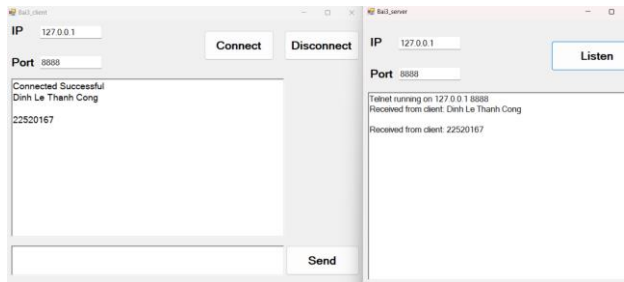 Bai3_client
IP 127.0.0.1
Connect
Disconnect
Port 8888
Connected Successful
Dinh Le Thanh Cong
22520167
Send
Bai3_server
IP 127.0.0.1
Listen
Port 8888
Telnet running on 127.0.0.1 8888
Received from client: Dinh Le Thanh Cong
Received from client: 22520167